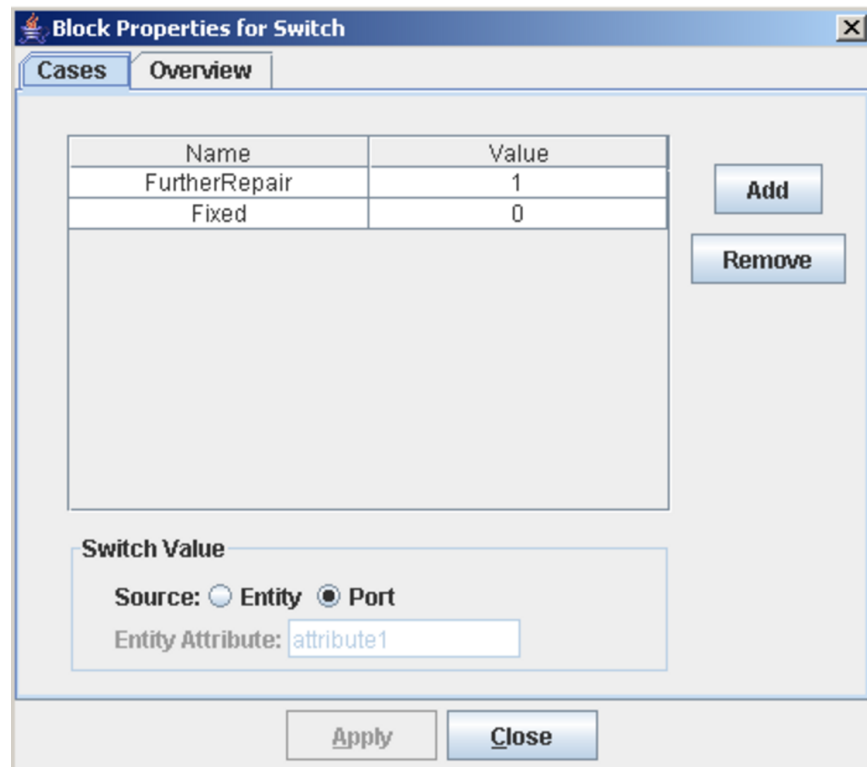 Block Properties for Switch
Cases Overview
Name Value
FurtherRepair 1
Fixed 0
Add
Remove
Switch Value
Source: Entity Port
Entity Attribute: attribute1
Apply Close